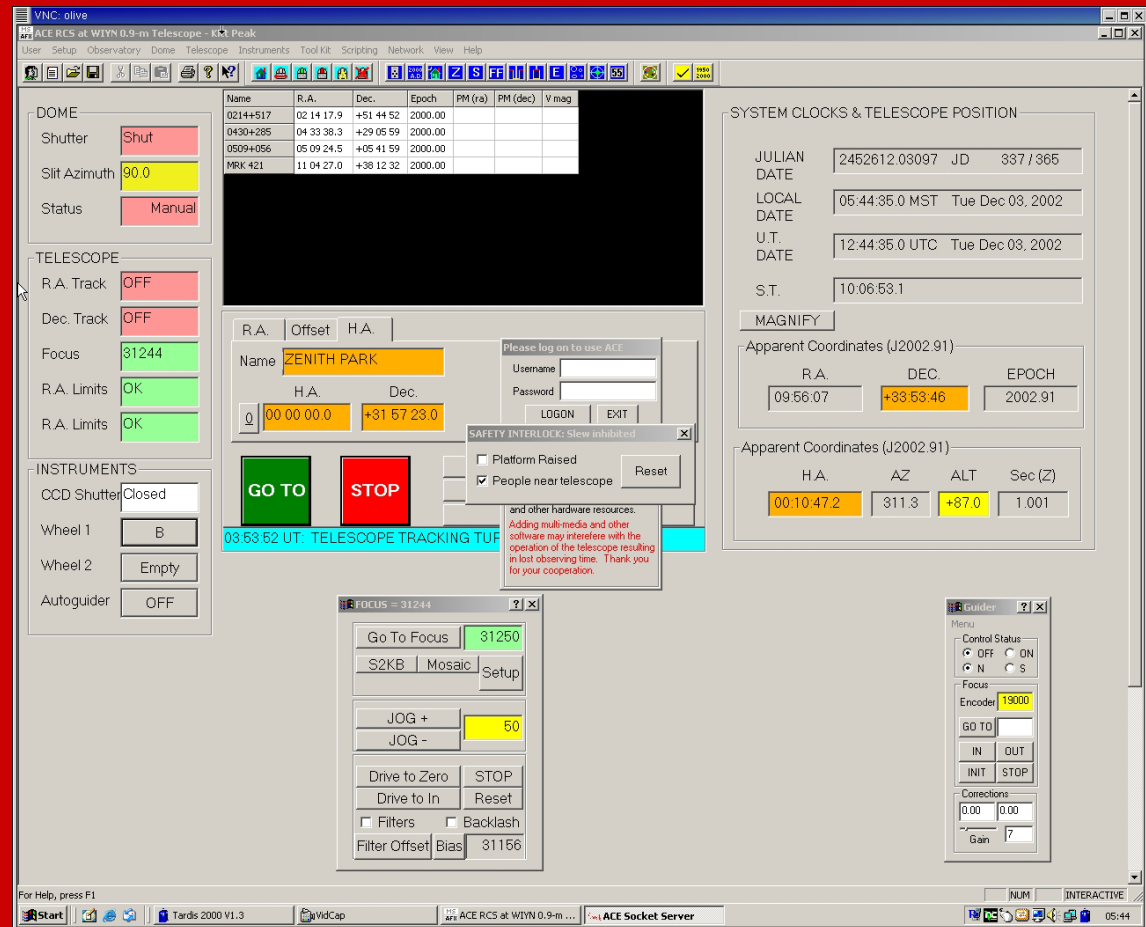 VNC: olive
ACE RCS at WIYN 0.9-m Telescope - Kitt Peak
User Setup Observatory Dome Telescope Instruments Tool Kit Scripting Network View Help
DOME
Shutter Shut
Slit Azimuth 90.0
Status Manual
TELESCOPE
R.A. Track OFF
Dec. Track OFF
Focus 31244
R.A. Limits OK
R.A. Limits OK
INSTRUMENTS
CCD Shutter Closed
Wheel 1 B
Wheel 2 Empty
Autoguider OFF
Name R.A. Dec. Epoch PM (ra) PM (dec) V mag
0214+517 02 14 17.9 +51 44 52 2000.00
0430+285 04 33 38.3 +29 05 59 2000.00
0509+056 05 09 24.5 +05 41 59 2000.00
MRK 421 11 04 27.0 +38 12 32 2000.00
R.A. Offset H.A.
Name ZENITH PARK
H.A. Dec.
0 00 00 00.0 +31 57 23.0
GO TO STOP
03:53:52 UT: TELESCOPE TRACKING TUR
Please log on to use ACE
Username
Password
LOGON EXIT
SAFETY INTERLOCK: Slew inhibited
Platform Raised
People near telescope
Reset
and other hardware resources.
Adding multi-media and other
software may interefere with the
operation of the telescope resulting
in lost observing time. Thank you
for your cooperation.
SYSTEM CLOCKS & TELESCOPE POSITION
JULIAN DATE 2452612.03097 JD 337 / 365
LOCAL DATE 05:44:35.0 MST Tue Dec 03, 2002
U.T. DATE 12:44:35.0 UTC Tue Dec 03, 2002
S.T. 10:06:53.1
MAGNIFY
Apparent Coordinates (J2002.91)
R.A. DEC. EPOCH
09:56:07 +33:53:46 2002.91
Apparent Coordinates (J2002.91)
H.A. AZ ALT Sec (Z)
00:10:47.2 311.3 +87.0 1.001
FOCUS = 31244
Go To Focus 31250
S2KB Mosaic Setup
JOG + 50
JOG -
Drive to Zero STOP
Drive to In Reset
Filters Backlash
Filter Offset Bias 31156
Guider
Menu
Control Status
OFF ON
N S
Focus
Encoder 19000
GO TO
IN OUT
INIT STOP
Corrections
0.00 0.00
Gain 7
For Help, press F1
NUM INTERACTIVE
Start Tardis 2000 V1.3 VidCap ACE RCS at WIYN 0.9-m ... ACE Socket Server 05:44